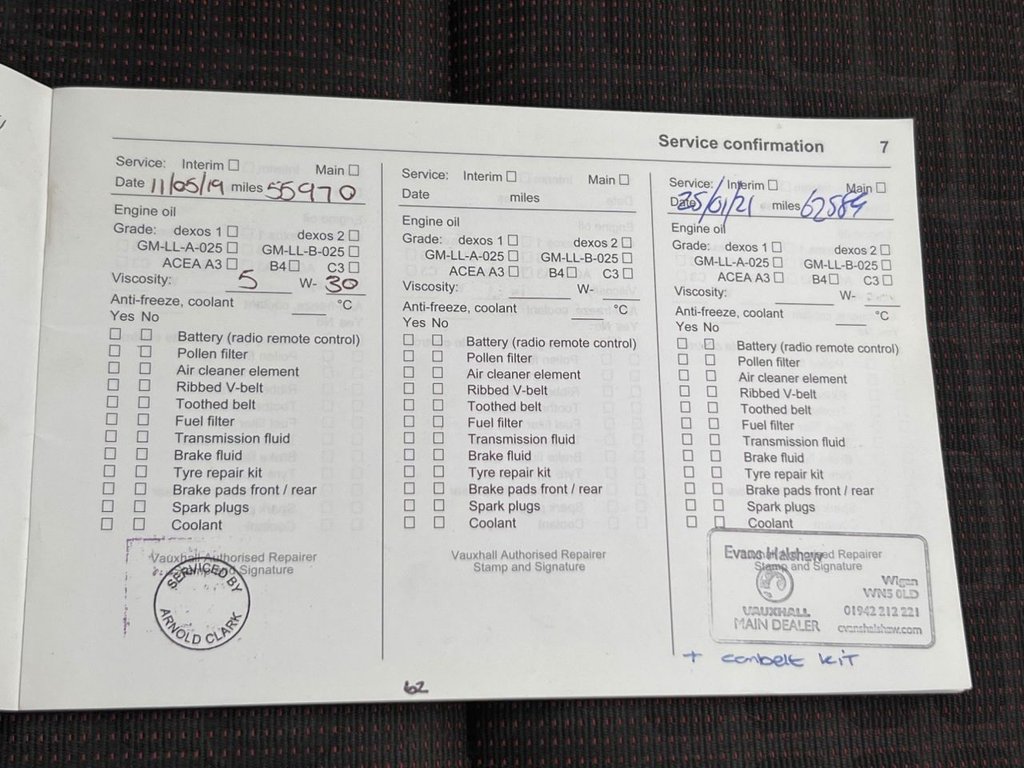 Service confirmation 7
Service: Interim Main
Date 11/05/19 miles 55970
Engine oil
Grade: dexos 1 dexos 2
GM-LL-A-025 GM-LL-B-025
ACEA A3 B4 C3
Viscosity: 5 W- 30
Anti-freeze, coolant °C
Yes No
Battery (radio remote control)
Pollen filter
Air cleaner element
Ribbed V-belt
Toothed belt
Fuel filter
Transmission fluid
Brake fluid
Tyre repair kit
Brake pads front / rear
Spark plugs
Coolant
Vauxhall Authorised Repairer
Stamp and Signature
SERVICED BY
ARNOLD CLARK
Service: Interim Main
Date miles
Engine oil
Grade: dexos 1 dexos 2
GM-LL-A-025 GM-LL-B-025
ACEA A3 B4 C3
Viscosity: W-
Anti-freeze, coolant °C
Yes No
Battery (radio remote control)
Pollen filter
Air cleaner element
Ribbed V-belt
Toothed belt
Fuel filter
Transmission fluid
Brake fluid
Tyre repair kit
Brake pads front / rear
Spark plugs
Coolant
Vauxhall Authorised Repairer
Stamp and Signature
62
Service: Interim Main
Date 25/01/21 miles 62589
Engine oil
Grade: dexos 1 dexos 2
GM-LL-A-025 GM-LL-B-025
ACEA A3 B4 C3
Viscosity: W-
Anti-freeze, coolant °C
Yes No
Battery (radio remote control)
Pollen filter
Air cleaner element
Ribbed V-belt
Toothed belt
Fuel filter
Transmission fluid
Brake fluid
Tyre repair kit
Brake pads front / rear
Spark plugs
Coolant
Evans Halshaw Repairer
Stamp and Signature
Wigan
WN5 0LD
VAUXHALL 01942 212 221
MAIN DEALER evanshalshaw.com
+ cambelt KIT